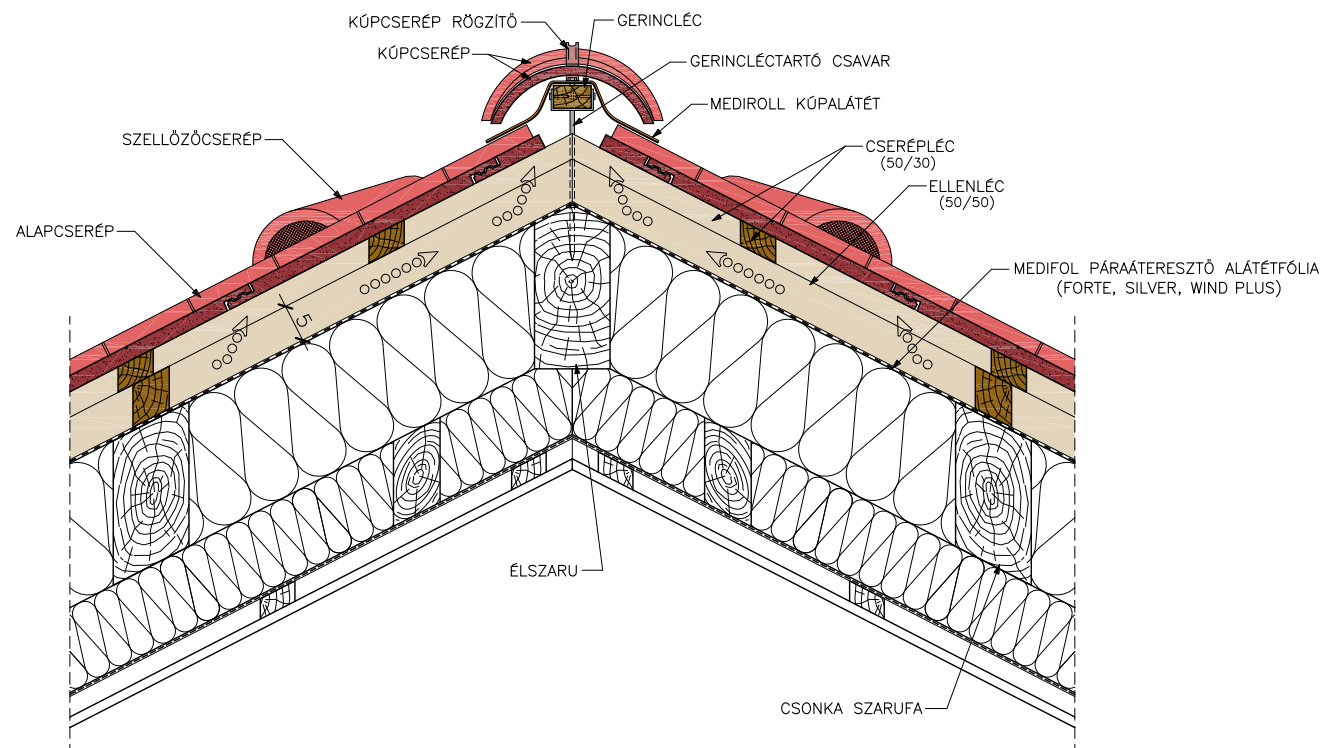 KÚPCSERÉP RÖGZÍTŐ
GERINCLÉC
KÚPCSERÉP
GERINCLÉCTARTÓ CSAVAR
MEDIROLL KÚPALÁTÉT
SZELLŐZŐCSERÉP
CSERÉPLÉC
(50/30)
ELLENLÉC
(50/50)
ALAPCSERÉP
MEDIFOL PÁRAÁTERESZTŐ ALÁTÉTFÓLIA
(FORTE, SILVER, WIND PLUS)
5
ÉLSZARU
CSONKA SZARUFA